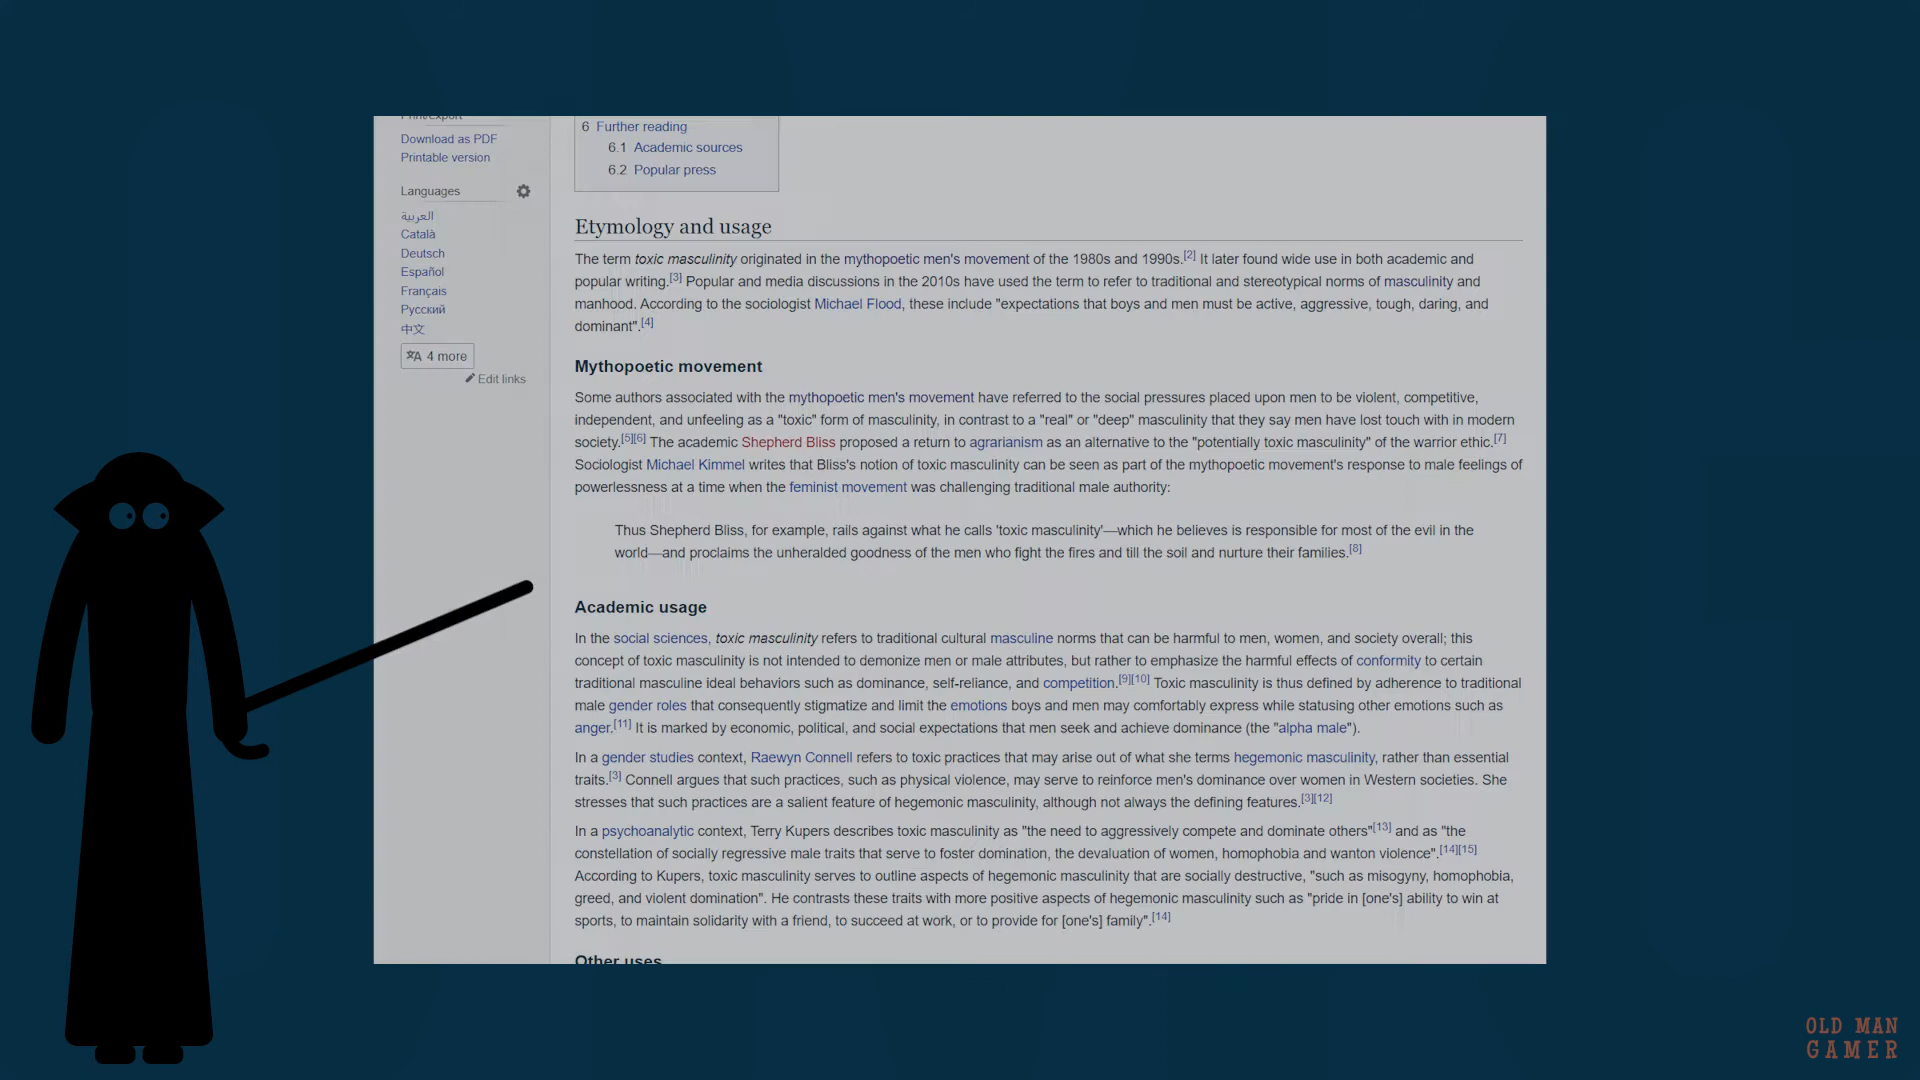 Print/export
Download as PDF
Printable version
Languages
العربية
Català
Deutsch
Español
Français
Русский
中文
4 more
Edit links
6 Further reading
6.1 Academic sources
6.2 Popular press
Etymology and usage
The term toxic masculinity originated in the mythopoetic men's movement of the 1980s and 1990s.[2] It later found wide use in both academic and
popular writing.[3] Popular and media discussions in the 2010s have used the term to refer to traditional and stereotypical norms of masculinity and
manhood. According to the sociologist Michael Flood, these include "expectations that boys and men must be active, aggressive, tough, daring, and
dominant".[4]
Mythopoetic movement
Some authors associated with the mythopoetic men's movement have referred to the social pressures placed upon men to be violent, competitive,
independent, and unfeeling as a "toxic" form of masculinity, in contrast to a "real" or "deep" masculinity that they say men have lost touch with in modern
society.[5][6] The academic Shepherd Bliss proposed a return to agrarianism as an alternative to the "potentially toxic masculinity" of the warrior ethic.[7]
Sociologist Michael Kimmel writes that Bliss's notion of toxic masculinity can be seen as part of the mythopoetic movement's response to male feelings of
powerlessness at a time when the feminist movement was challenging traditional male authority:
Thus Shepherd Bliss, for example, rails against what he calls 'toxic masculinity'—which he believes is responsible for most of the evil in the
world—and proclaims the unheralded goodness of the men who fight the fires and till the soil and nurture their families.[8]
Academic usage
In the social sciences, toxic masculinity refers to traditional cultural masculine norms that can be harmful to men, women, and society overall; this
concept of toxic masculinity is not intended to demonize men or male attributes, but rather to emphasize the harmful effects of conformity to certain
traditional masculine ideal behaviors such as dominance, self-reliance, and competition.[9][10] Toxic masculinity is thus defined by adherence to traditional
male gender roles that consequently stigmatize and limit the emotions boys and men may comfortably express while statusing other emotions such as
anger.[11] It is marked by economic, political, and social expectations that men seek and achieve dominance (the "alpha male").
In a gender studies context, Raewyn Connell refers to toxic practices that may arise out of what she terms hegemonic masculinity, rather than essential
traits.[3] Connell argues that such practices, such as physical violence, may serve to reinforce men's dominance over women in Western societies. She
stresses that such practices are a salient feature of hegemonic masculinity, although not always the defining features.[3][12]
In a psychoanalytic context, Terry Kupers describes toxic masculinity as "the need to aggressively compete and dominate others"[13] and as "the
constellation of socially regressive male traits that serve to foster domination, the devaluation of women, homophobia and wanton violence".[14][15]
According to Kupers, toxic masculinity serves to outline aspects of hegemonic masculinity that are socially destructive, "such as misogyny, homophobia,
greed, and violent domination". He contrasts these traits with more positive aspects of hegemonic masculinity such as "pride in [one's] ability to win at
sports, to maintain solidarity with a friend, to succeed at work, or to provide for [one's] family".[14]
Other uses
OLD MAN
GAMER